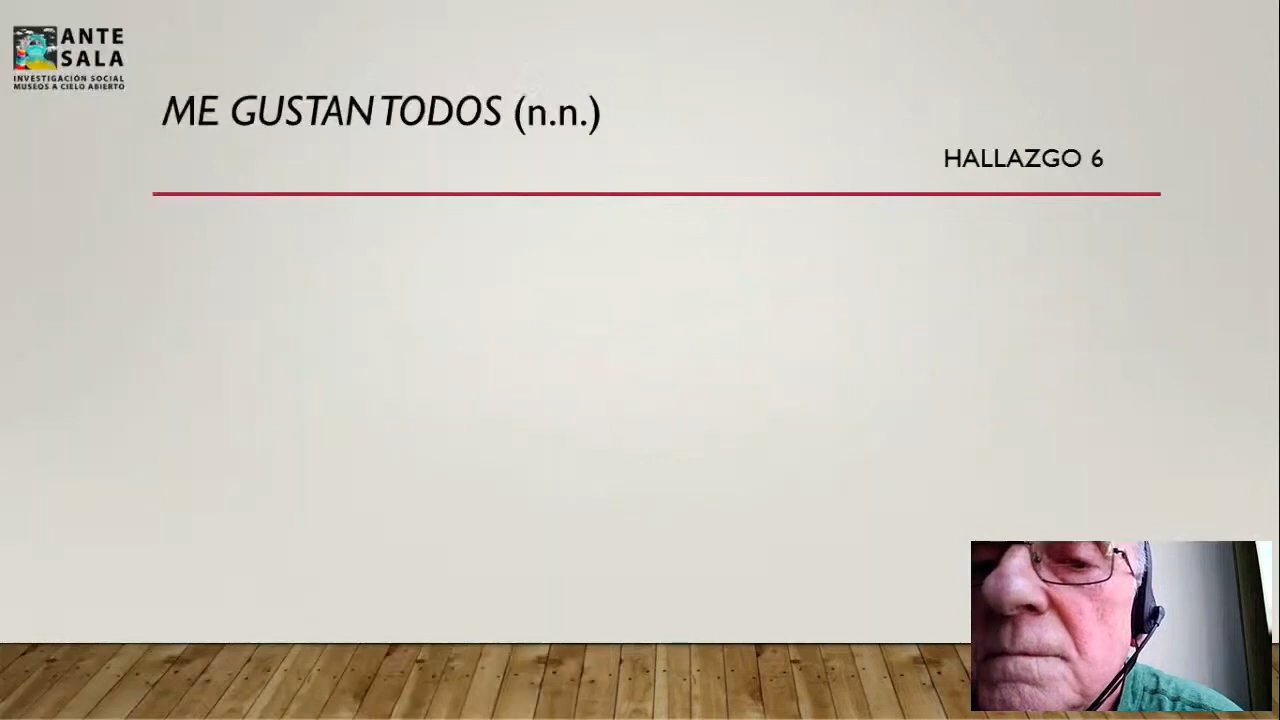 ANTE
SALA
INVESTIGACIÓN SOCIAL
MUSEOS A CIELO ABIERTO
ME GUSTAN TODOS (n.n.)
HALLAZGO 6